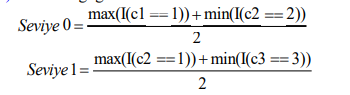 Seviye 0 = max(I(c1 == 1)) + min(I(c2 == 2)) / 2
Seviye 1 = max(I(c2 == 1)) + min(I(c3 == 3)) / 2